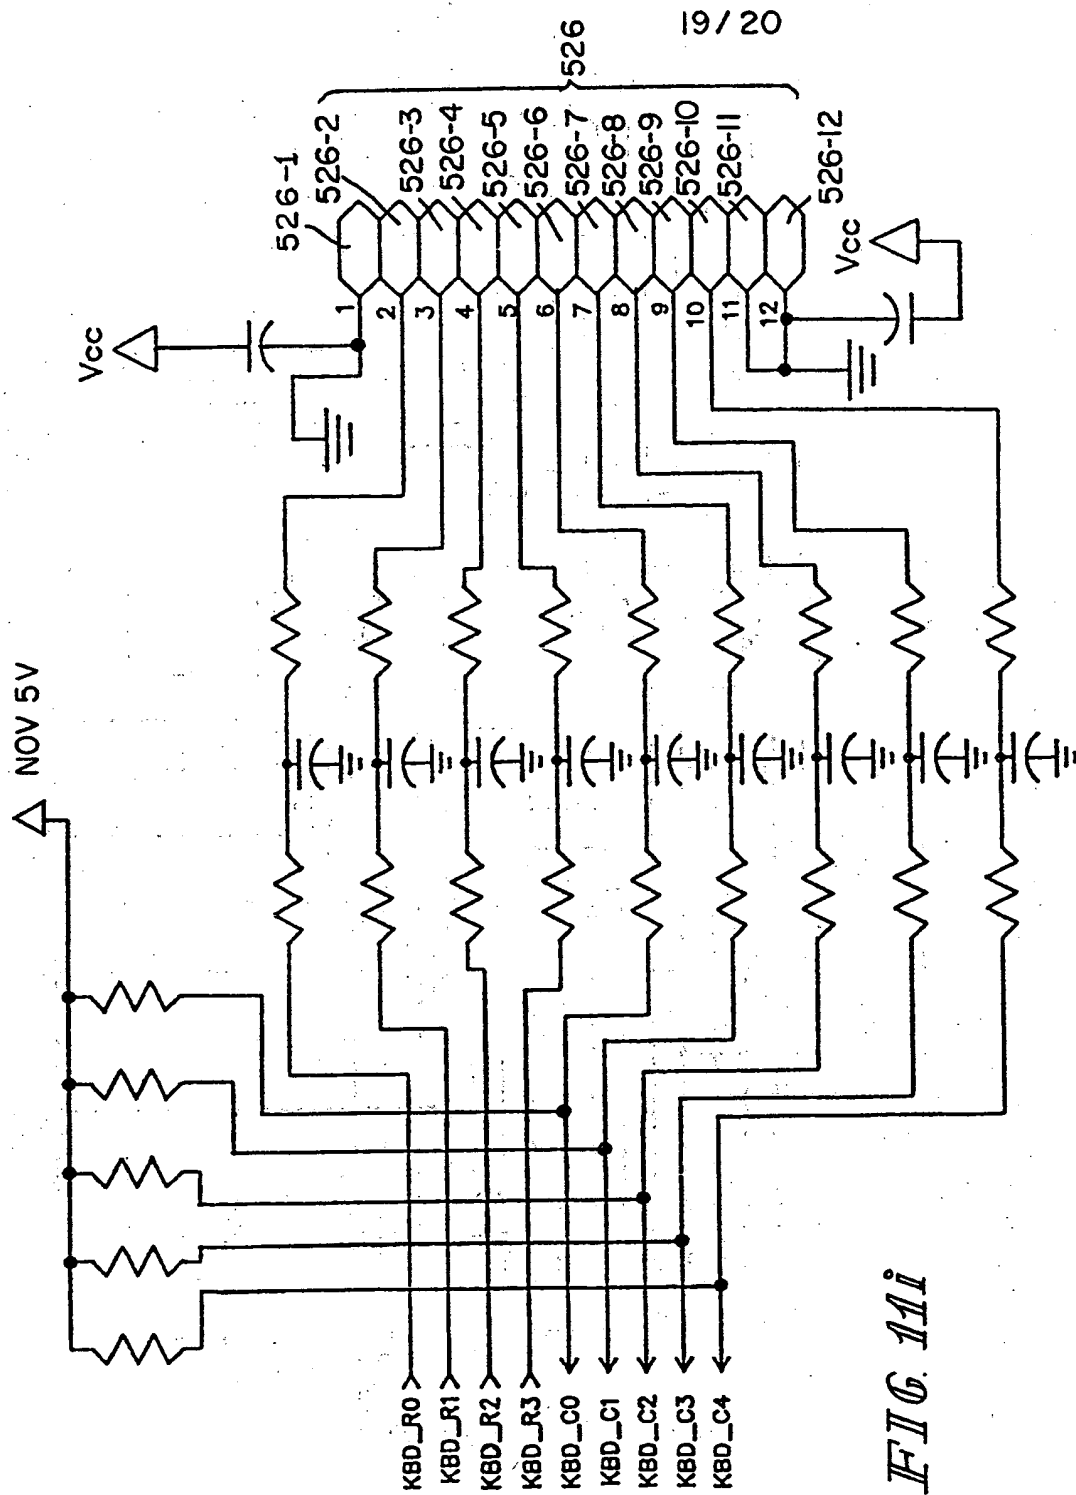 19/20
526
526-1
526-2
526-3
526-4
526-5
526-6
526-7
526-8
526-9
526-10
526-11
526-12
Vcc
Vcc
1
2
3
4
5
6
7
8
9
10
11
12
NOV 5V
KBD_R0
KBD_R1
KBD_R2
KBD_R3
KBD_C0
KBD_C1
KBD_C2
KBD_C3
KBD_C4
FIG. 11i